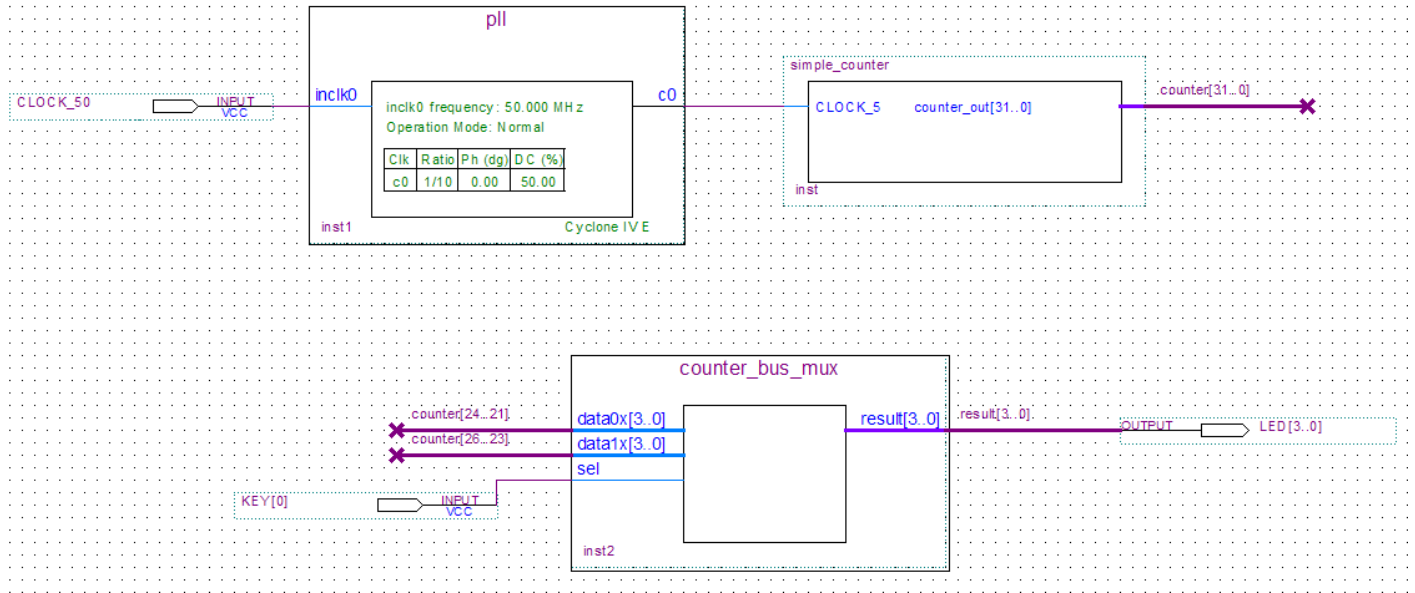 pll
simple_counter
CLOCK_50 INPUT VCC
inclk0 c0
inclk0 frequency: 50.000 MHz
Operation Mode: Normal
Clk Ratio Ph (dg) DC (%)
c0 1/10 0.00 50.00
inst1 Cyclone IV E
CLOCK_5 counter_out[31..0]
counter[31..0]
inst
counter_bus_mux
counter[24..21] data0x[3..0] result[3..0] result[3..0] OUTPUT LED[3..0]
counter[26..23] data1x[3..0]
sel
KEY[0] INPUT VCC
inst2